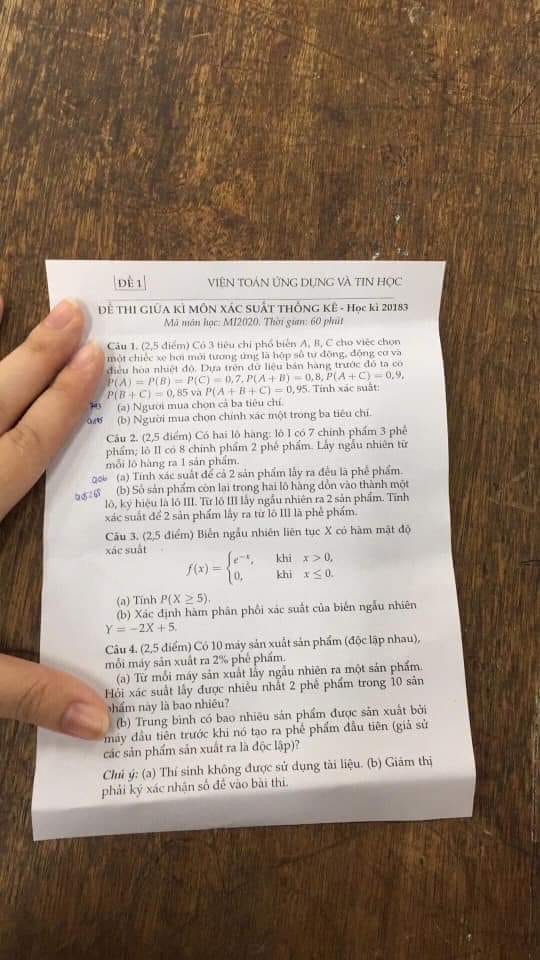 ĐỀ 1 VIỆN TOÁN ỨNG DỤNG VÀ TIN HỌC
ĐỀ THI GIỮA KÌ MÔN XÁC SUẤT THỐNG KÊ - Học kì 20183
Mã môn học: MI2020. Thời gian: 60 phút
Câu 1. (2,5 điểm) Có 3 tiêu chí phổ biến A, B, C cho việc chọn
một chiếc xe hơi mới tương ứng là hộp số tự động, động cơ và
điều hòa nhiệt độ. Dựa trên dữ liệu bán hàng trước đó ta có
P(A) = P(B) = P(C) = 0,7, P(A + B) = 0,8, P(A + C) = 0,9,
P(B + C) = 0,85 và P(A + B + C) = 0,95. Tính xác suất:
(a) Người mua chọn cả ba tiêu chí.
(b) Người mua chọn chính xác một trong ba tiêu chí.
Câu 2. (2,5 điểm) Có hai lô hàng: lô I có 7 chính phẩm 3 phế
phẩm; lô II có 8 chính phẩm 2 phế phẩm. Lấy ngẫu nhiên từ
mỗi lô hàng ra 1 sản phẩm.
0,06 (a) Tính xác suất để cả 2 sản phẩm lấy ra đều là phế phẩm.
(b) Số sản phẩm còn lại trong hai lô hàng dồn vào thành một
lô, ký hiệu là lô III. Từ lô III lấy ngẫu nhiên ra 2 sản phẩm. Tính
xác suất để 2 sản phẩm lấy ra từ lô III là phế phẩm.
Câu 3. (2,5 điểm) Biến ngẫu nhiên liên tục X có hàm mật độ
xác suất
f(x) = { e⁻ˣ, khi x > 0,
0, khi x ≤ 0.
(a) Tính P(X ≥ 5).
(b) Xác định hàm phân phối xác suất của biến ngẫu nhiên
Y = −2X + 5.
Câu 4. (2,5 điểm) Có 10 máy sản xuất sản phẩm (độc lập nhau),
mỗi máy sản xuất ra 2% phế phẩm.
(a) Từ mỗi máy sản xuất lấy ngẫu nhiên ra một sản phẩm.
Hỏi xác suất lấy được nhiều nhất 2 phế phẩm trong 10 sản
phẩm này là bao nhiêu?
(b) Trung bình có bao nhiêu sản phẩm được sản xuất bởi
máy đầu tiên trước khi nó tạo ra phế phẩm đầu tiên (giả sử
các sản phẩm sản xuất ra là độc lập)?
Chú ý: (a) Thí sinh không được sử dụng tài liệu. (b) Giám thị
phải ký xác nhận số đề vào bài thi.